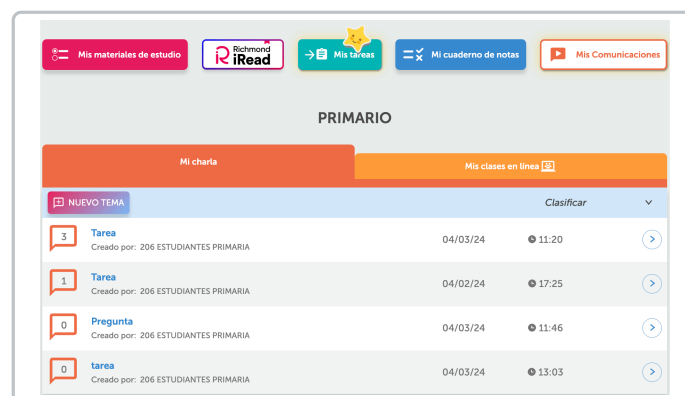 Mis materiales de estudio
Richmond
iRead
Mis tareas
Mi cuaderno de notas
Mis Comunicaciones
PRIMARIO
Mi charla
Mis clases en línea
NUEVO TEMA
Clasificar
3
Tarea
Creado por: 206 ESTUDIANTES PRIMARIA
04/03/24
11:20
1
Tarea
Creado por: 206 ESTUDIANTES PRIMARIA
04/02/24
17:25
0
Pregunta
Creado por: 206 ESTUDIANTES PRIMARIA
04/03/24
11:46
0
tarea
Creado por: 206 ESTUDIANTES PRIMARIA
04/03/24
13:03